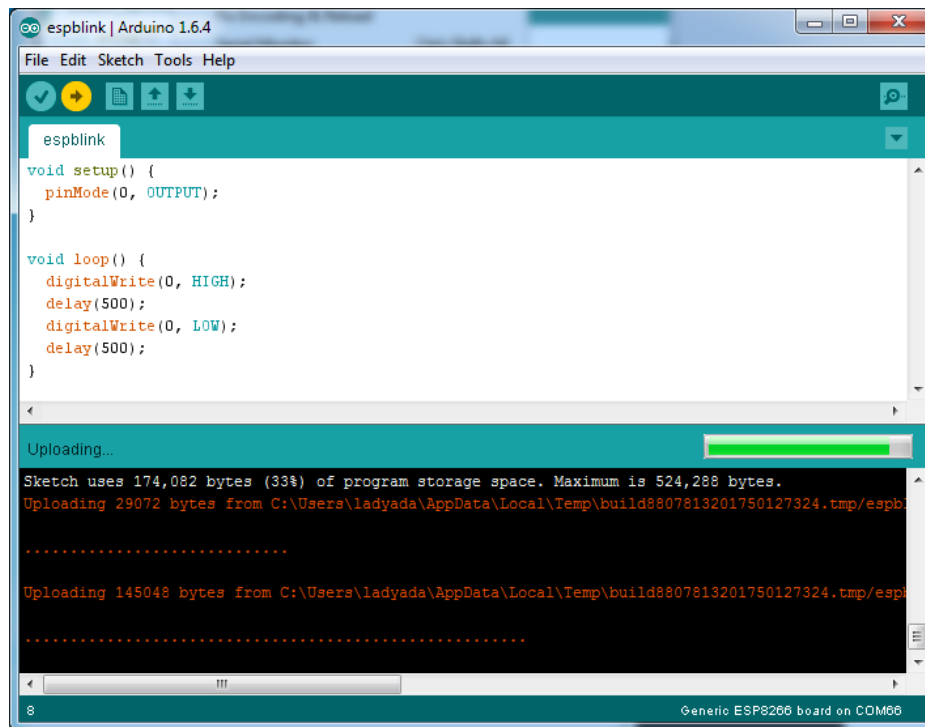 espblink | Arduino 1.6.4
File Edit Sketch Tools Help
espblink
void setup() {
  pinMode(0, OUTPUT);
}
void loop() {
  digitalWrite(0, HIGH);
  delay(500);
  digitalWrite(0, LOW);
  delay(500);
}
Uploading...
Sketch uses 174,082 bytes (33%) of program storage space. Maximum is 524,288 bytes.
Uploading 29072 bytes from C:\Users\ladyada\AppData\Local\Temp\build8807813201750127324.tmp/espbl
.............................
Uploading 145048 bytes from C:\Users\ladyada\AppData\Local\Temp\build8807813201750127324.tmp/espb
.......................................................
8 Generic ESP8266 board on COM66